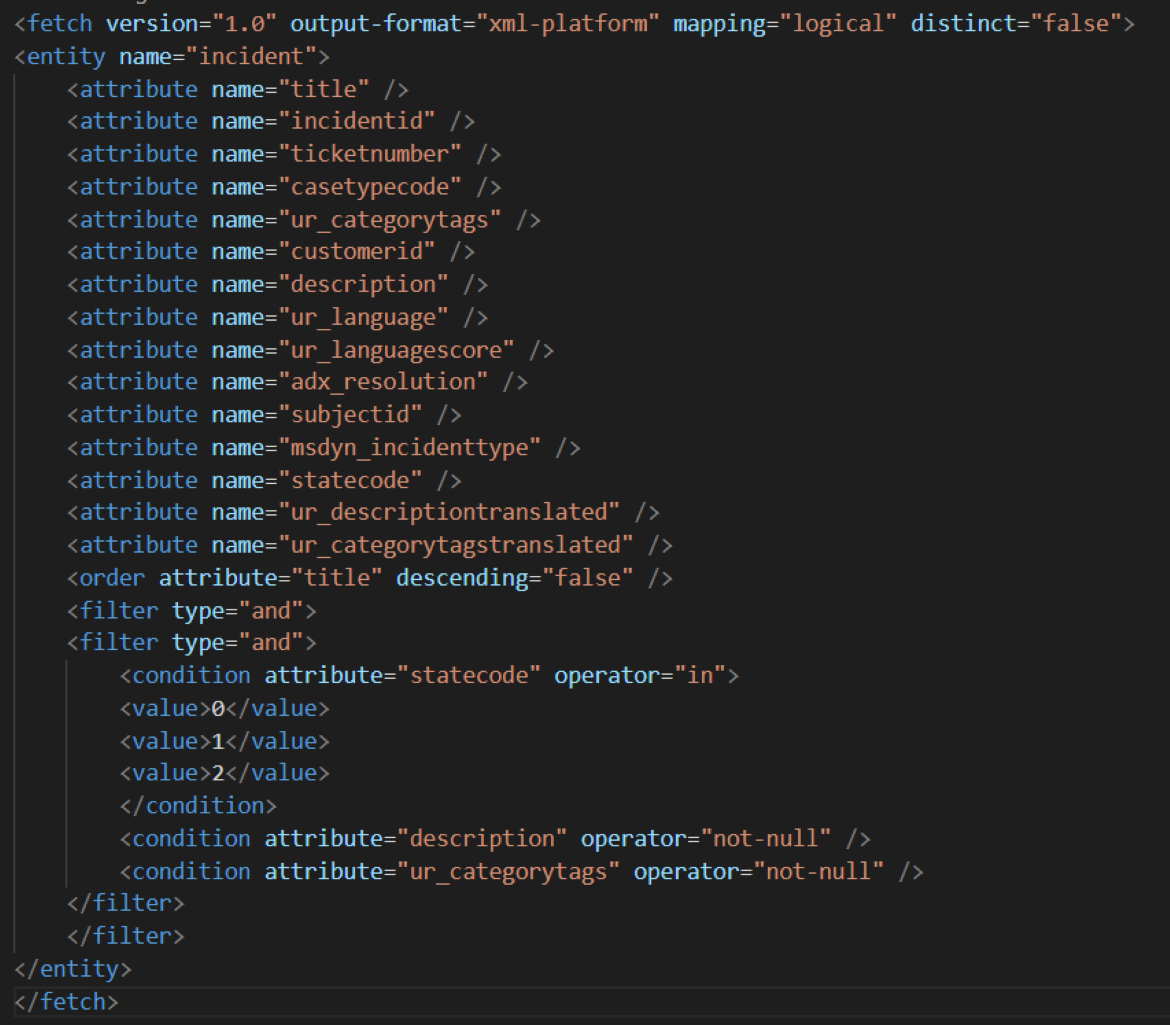 <fetch version="1.0" output-format="xml-platform" mapping="logical" distinct="false">
<entity name="incident">
<attribute name="title" />
<attribute name="incidentid" />
<attribute name="ticketnumber" />
<attribute name="casetypecode" />
<attribute name="ur_categorytags" />
<attribute name="customerid" />
<attribute name="description" />
<attribute name="ur_language" />
<attribute name="ur_languagescore" />
<attribute name="adx_resolution" />
<attribute name="subjectid" />
<attribute name="msdyn_incidenttype" />
<attribute name="statecode" />
<attribute name="ur_descriptiontranslated" />
<attribute name="ur_categorytagstranslated" />
<order attribute="title" descending="false" />
<filter type="and">
<filter type="and">
<condition attribute="statecode" operator="in">
<value>0</value>
<value>1</value>
<value>2</value>
</condition>
<condition attribute="description" operator="not-null" />
<condition attribute="ur_categorytags" operator="not-null" />
</filter>
</filter>
</entity>
</fetch>